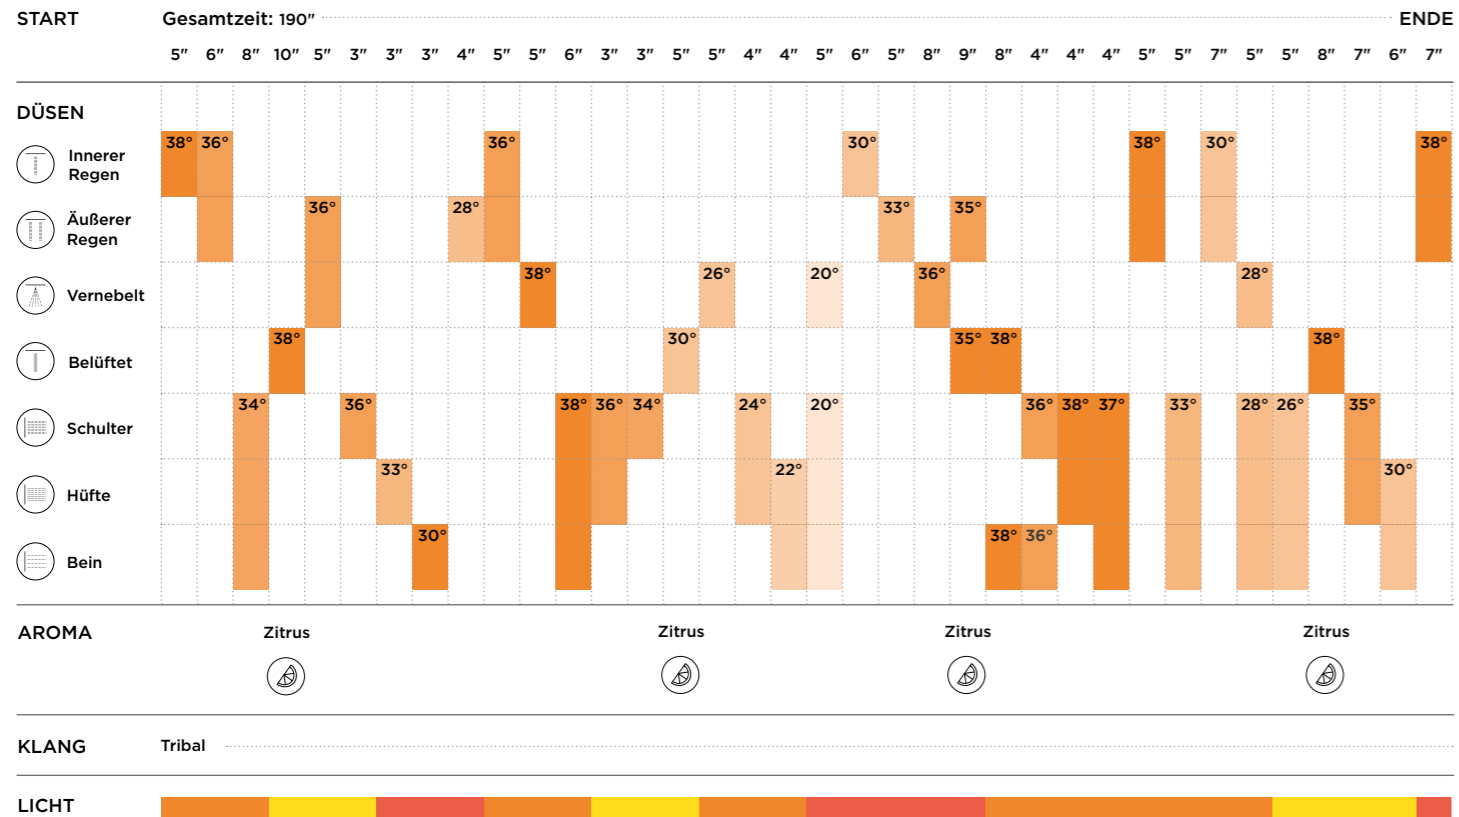 START Gesamtzeit: 190" ENDE
5" 6" 8" 10" 5" 3" 3" 3" 4" 5" 5" 6" 3" 3" 5" 5" 4" 4" 5" 6" 5" 8" 9" 8" 4" 4" 4" 5" 5" 7" 5" 5" 8" 7" 6" 7"
DÜSEN
38° 36° 36° 30° 38° 30° 38°
Innerer
Regen
36° 28° 33° 35°
Äußerer
Regen
38° 26° 20° 36° 28°
Vernebelt
38° 30° 35° 38° 38°
Belüftet
34° 36° 38° 36° 34° 24° 20° 36° 38° 37° 33° 28° 26° 35°
Schulter
33° 22° 30°
Hüfte
30° 38° 36°
Bein
AROMA Zitrus Zitrus Zitrus Zitrus
KLANG Tribal
LICHT